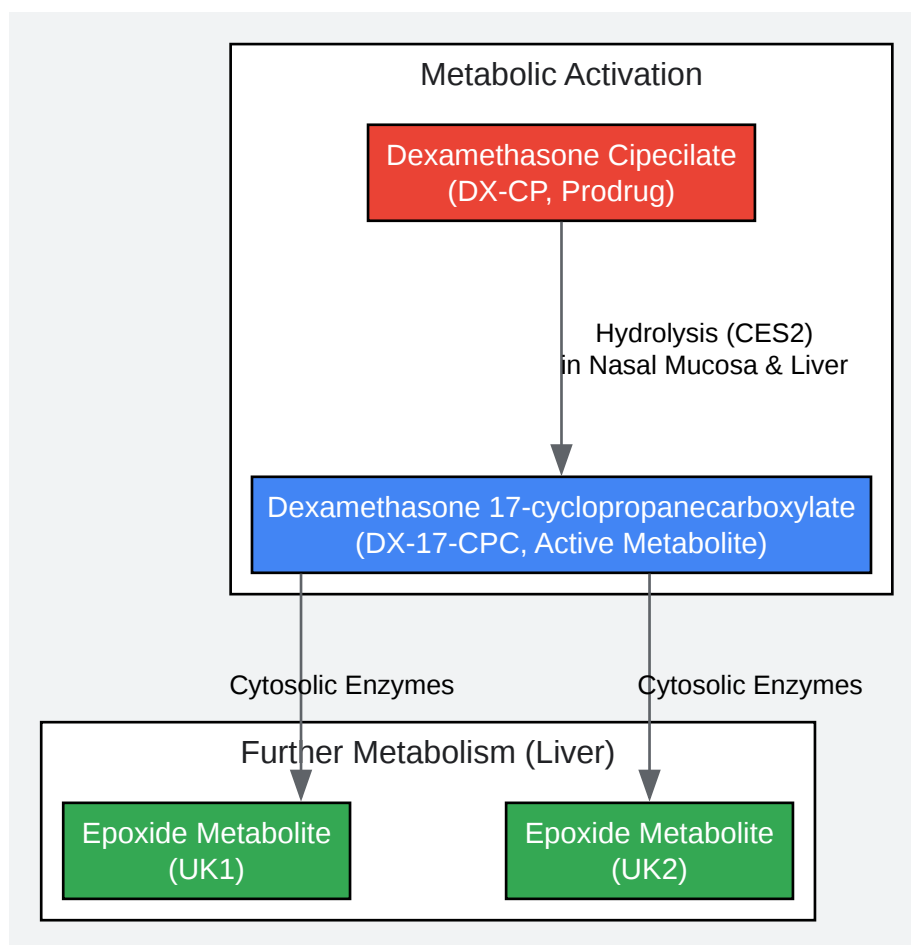 Metabolic Activation
Dexamethasone Cipecilate
(DX-CP, Prodrug)
Hydrolysis (CES2)
in Nasal Mucosa & Liver
Dexamethasone 17-cyclopropanecarboxylate
(DX-17-CPC, Active Metabolite)
Cytosolic Enzymes
Cytosolic Enzymes
Further Metabolism (Liver)
Epoxide Metabolite
(UK1)
Epoxide Metabolite
(UK2)